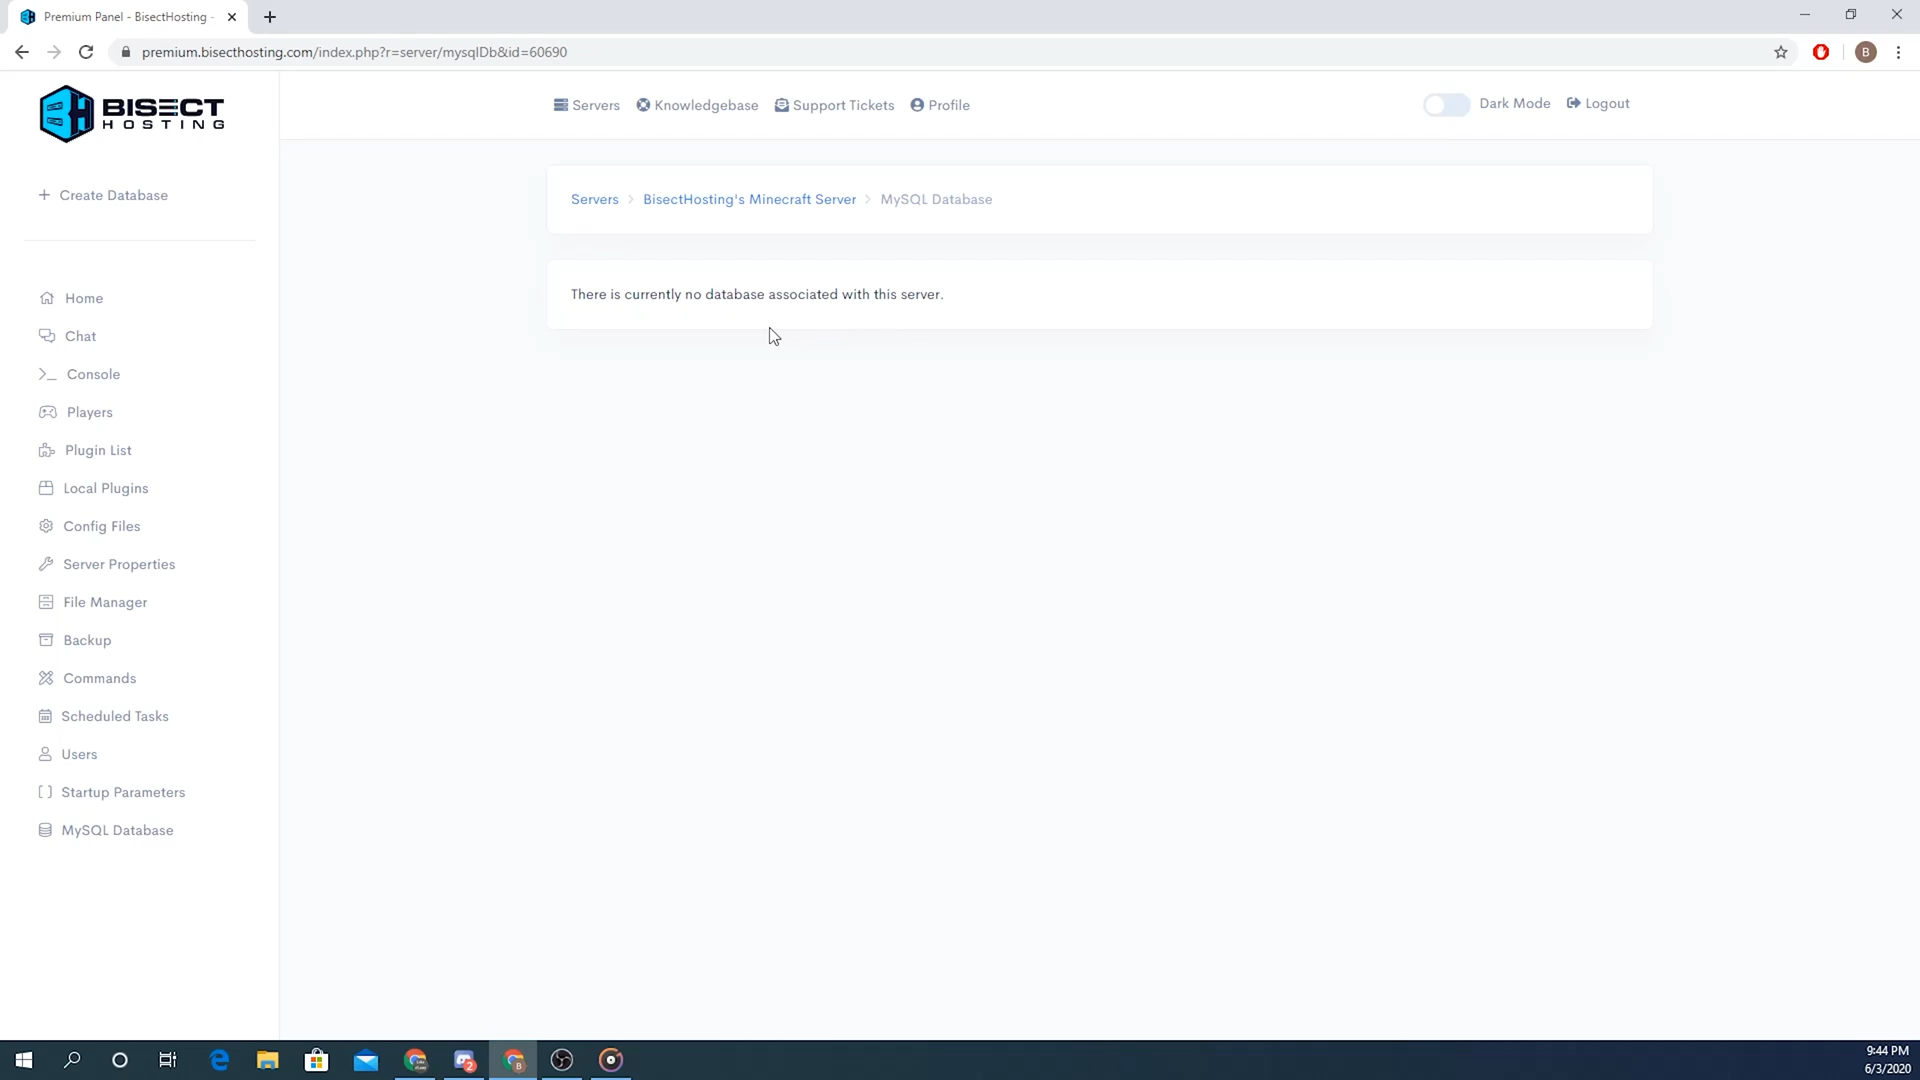 Premium Panel - BisectHosting -
premium.bisecthosting.com/index.php?r=server/mysqlDb&id=60690
B
BISECT
HOSTING
Servers
Knowledgebase
Support Tickets
Profile
Dark Mode
Logout
Create Database
Servers > BisectHosting's Minecraft Server > MySQL Database
There is currently no database associated with this server.
Home
Chat
Console
Players
Plugin List
Local Plugins
Config Files
Server Properties
File Manager
Backup
Commands
Scheduled Tasks
Users
Startup Parameters
MySQL Database
2
B
9:44 PM
6/3/2020